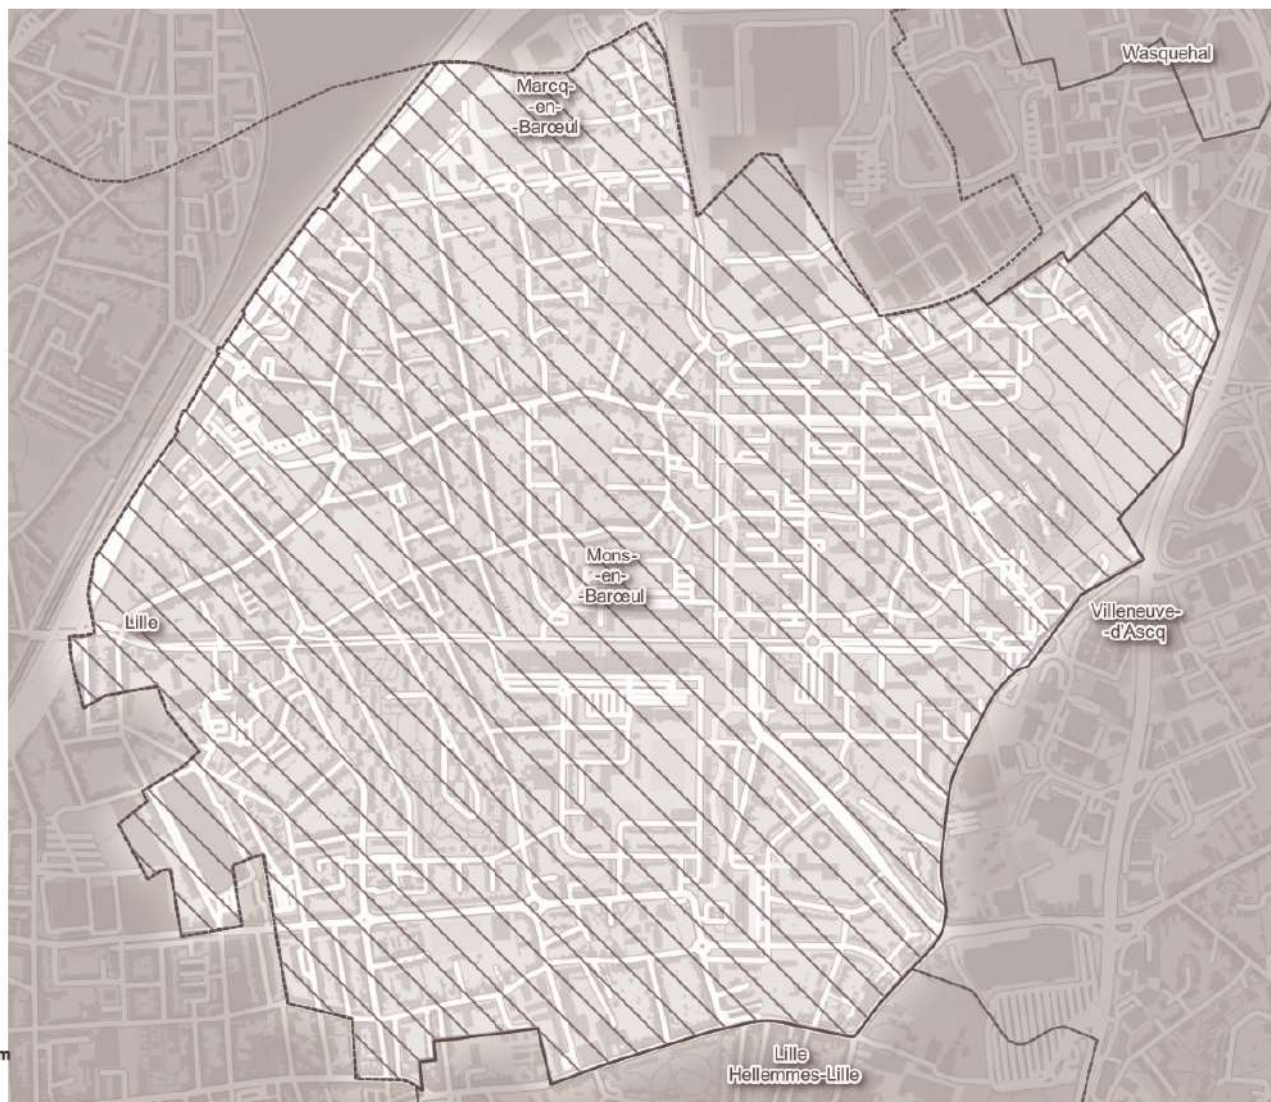 Wasquehal
Marcq-
-en-
-Barœul
Mons-
-en-
-Barœul
Lille
Villeneuve-
-d'Ascq
m
Lille
Hellemmes-Lille